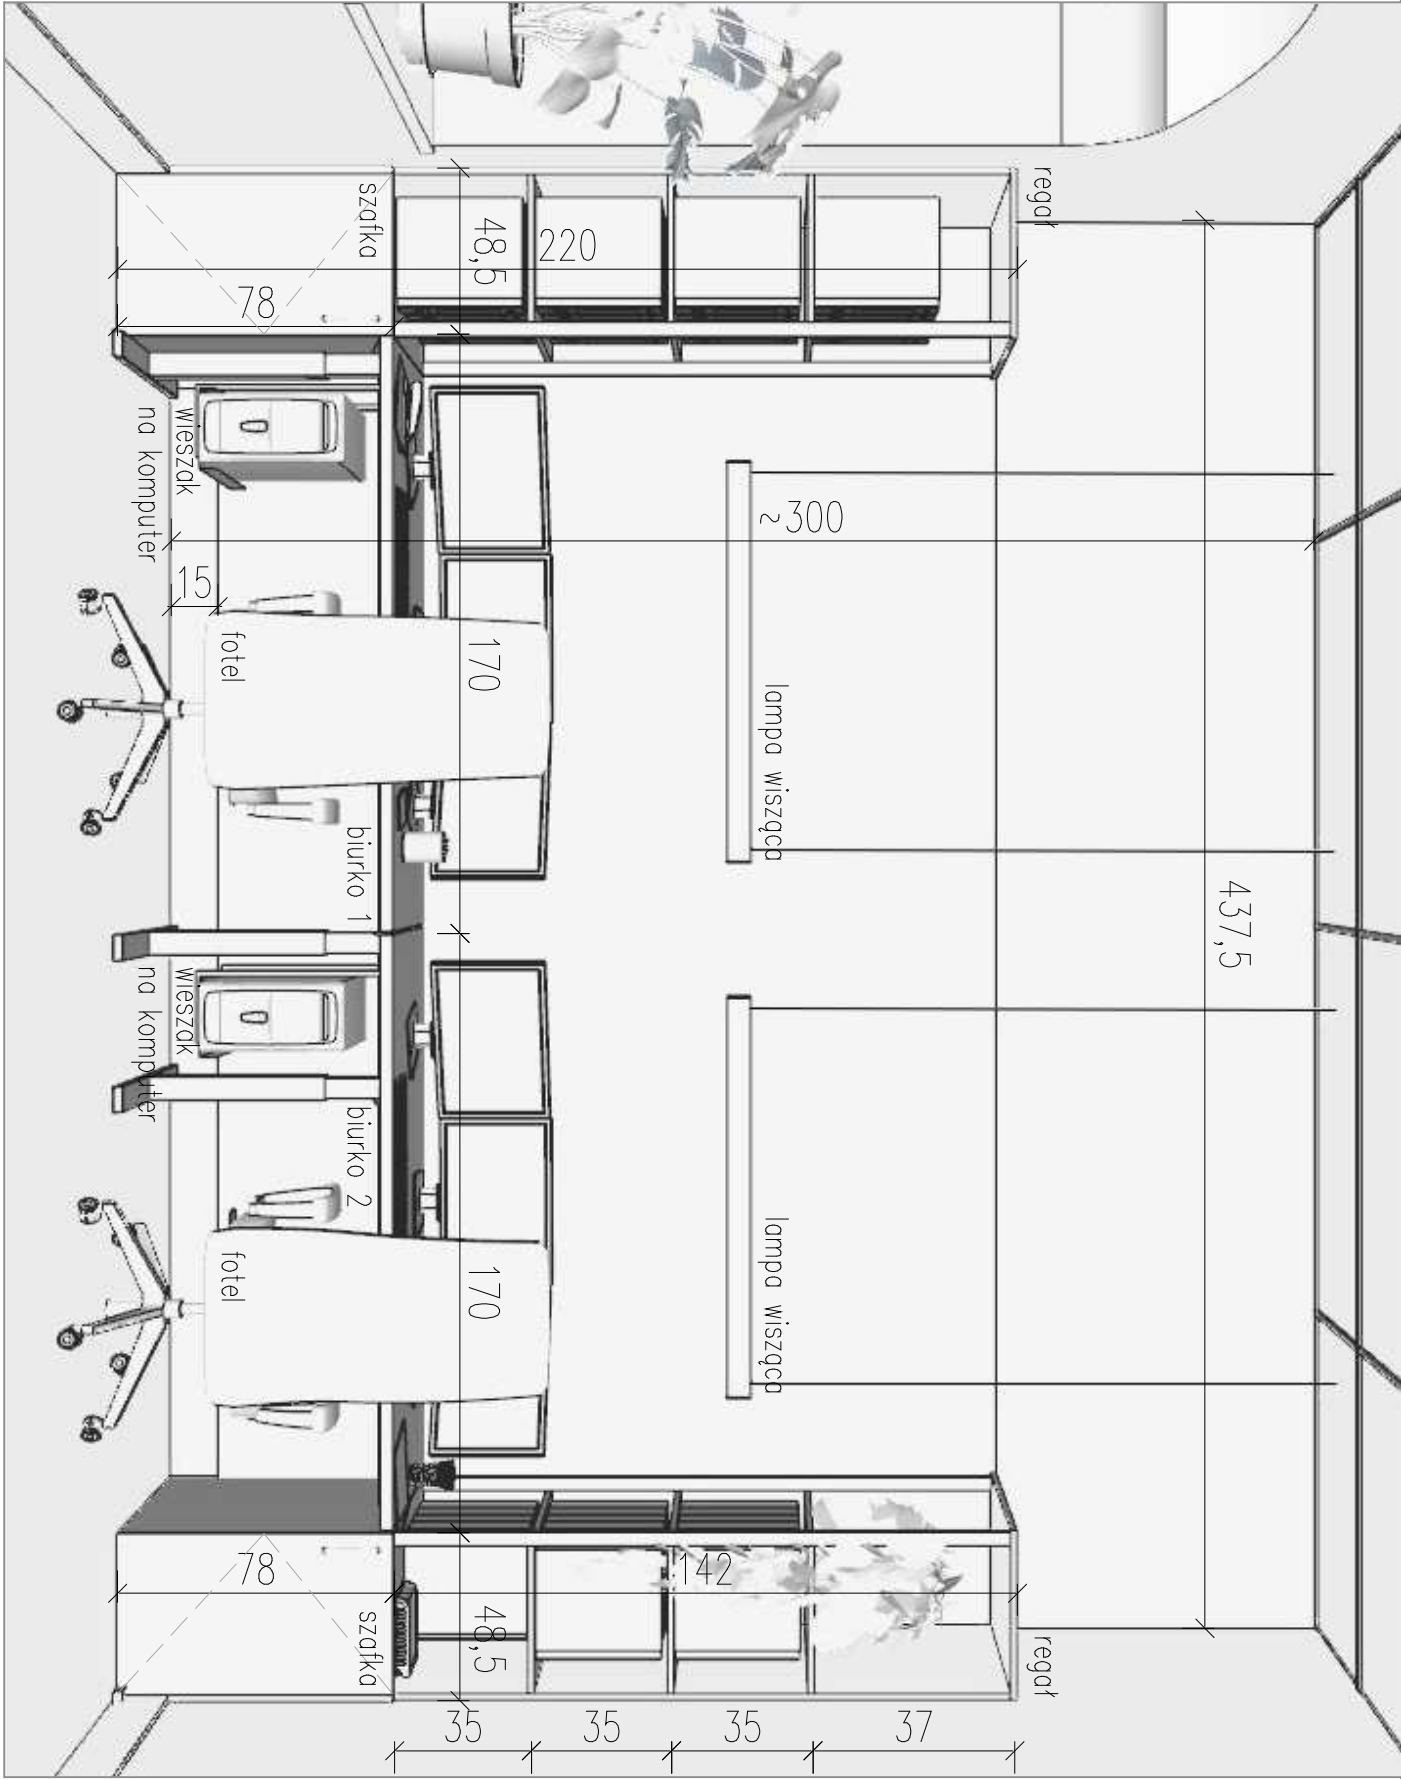 437,5
regał
regał
37
~300
lampa wisząca
lampa wisząca
35
142
35
220
48,5
170
170
48,5
35
szafka
biurko 1
biurko 2
szafka
78
78
fotel
fotel
15
wieszak
na komputer
wieszak
na komputer